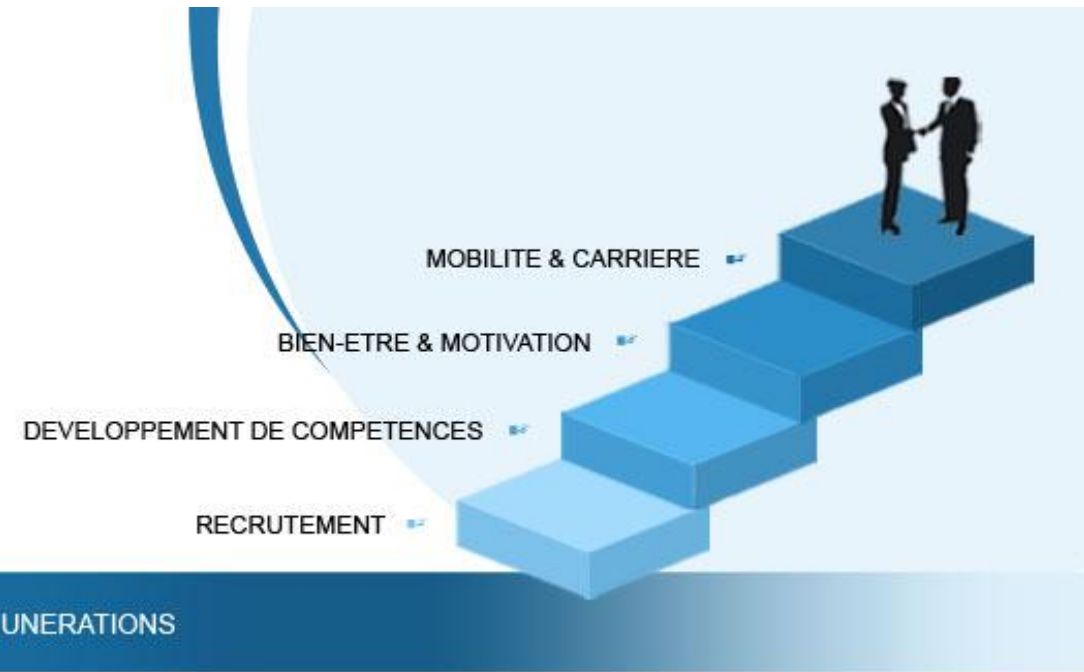 MOBILITE & CARRIERE
BIEN-ETRE & MOTIVATION
DEVELOPPEMENT DE COMPETENCES
RECRUTEMENT
UNERATIONS